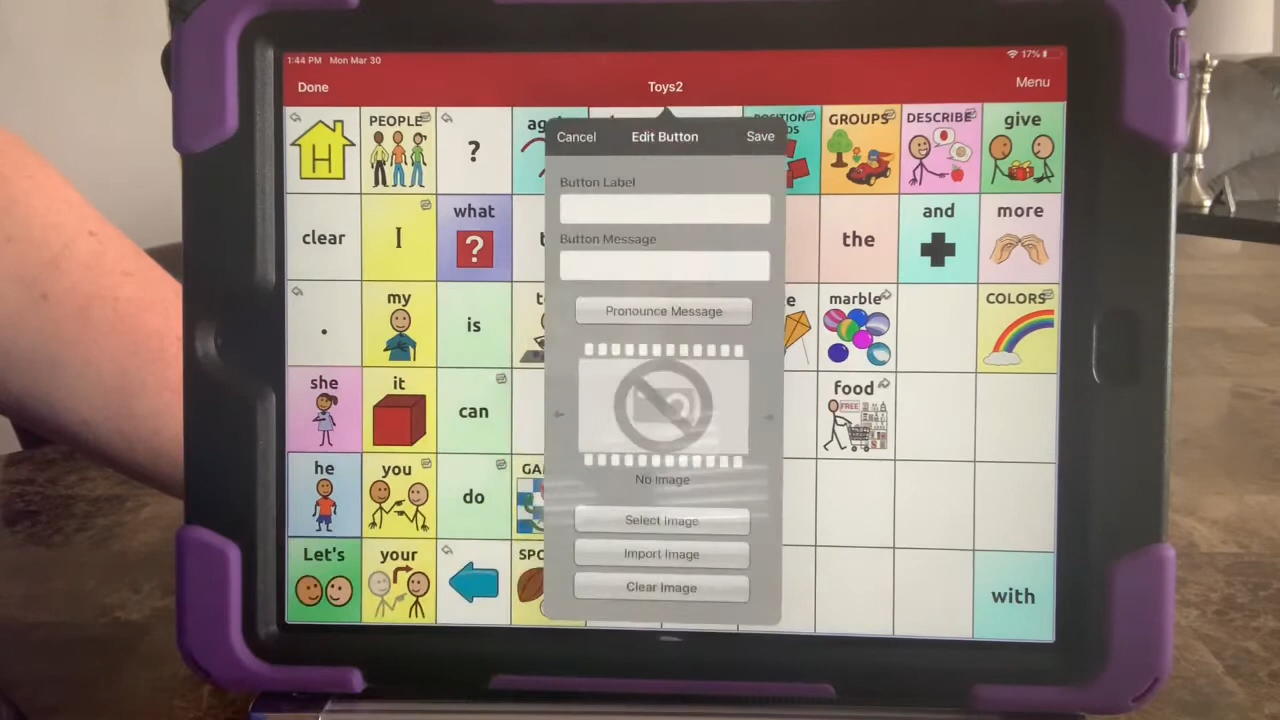 1:44 PM Mon Mar 30
17%
Done
Toys2
Menu
PEOPLE
?
GROUPS
DESCRIBE
give
H
Cancel
Edit Button
Save
Button Label
clear
I
what
?
the
and
more
Button Message
.
my
is
Pronounce Message
marble
COLORS
she
it
can
food
FREE
he
you
do
No Image
Select Image
Let's
your
Import Image
Clear Image
with